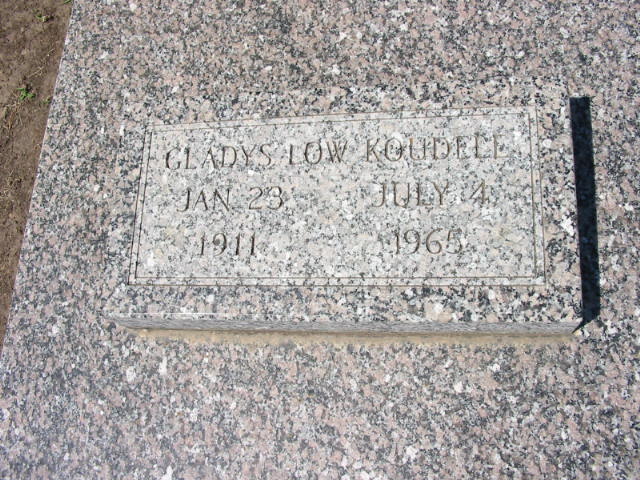 GLADYS LOW KOUDELE
JAN 23 JULY 4
1911 1965